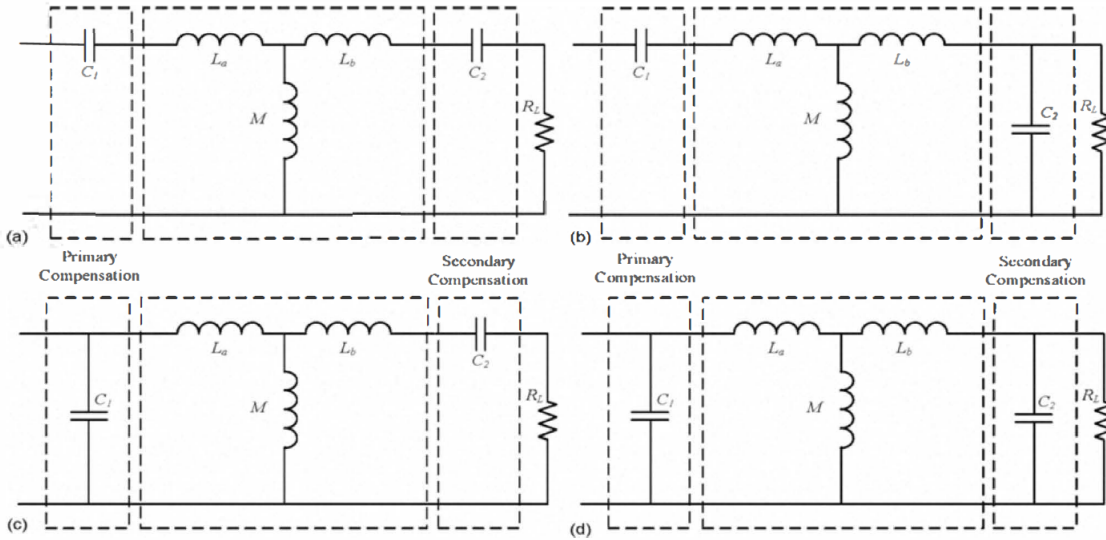 C1
La
Lb
C2
M
RL
(a)
C1
La
Lb
M
C2
RL
(b)
Primary
Compensation
Secondary
Compensation
C1
La
Lb
C2
M
RL
(c)
Primary
Compensation
Secondary
Compensation
C1
La
Lb
M
C2
RL
(d)